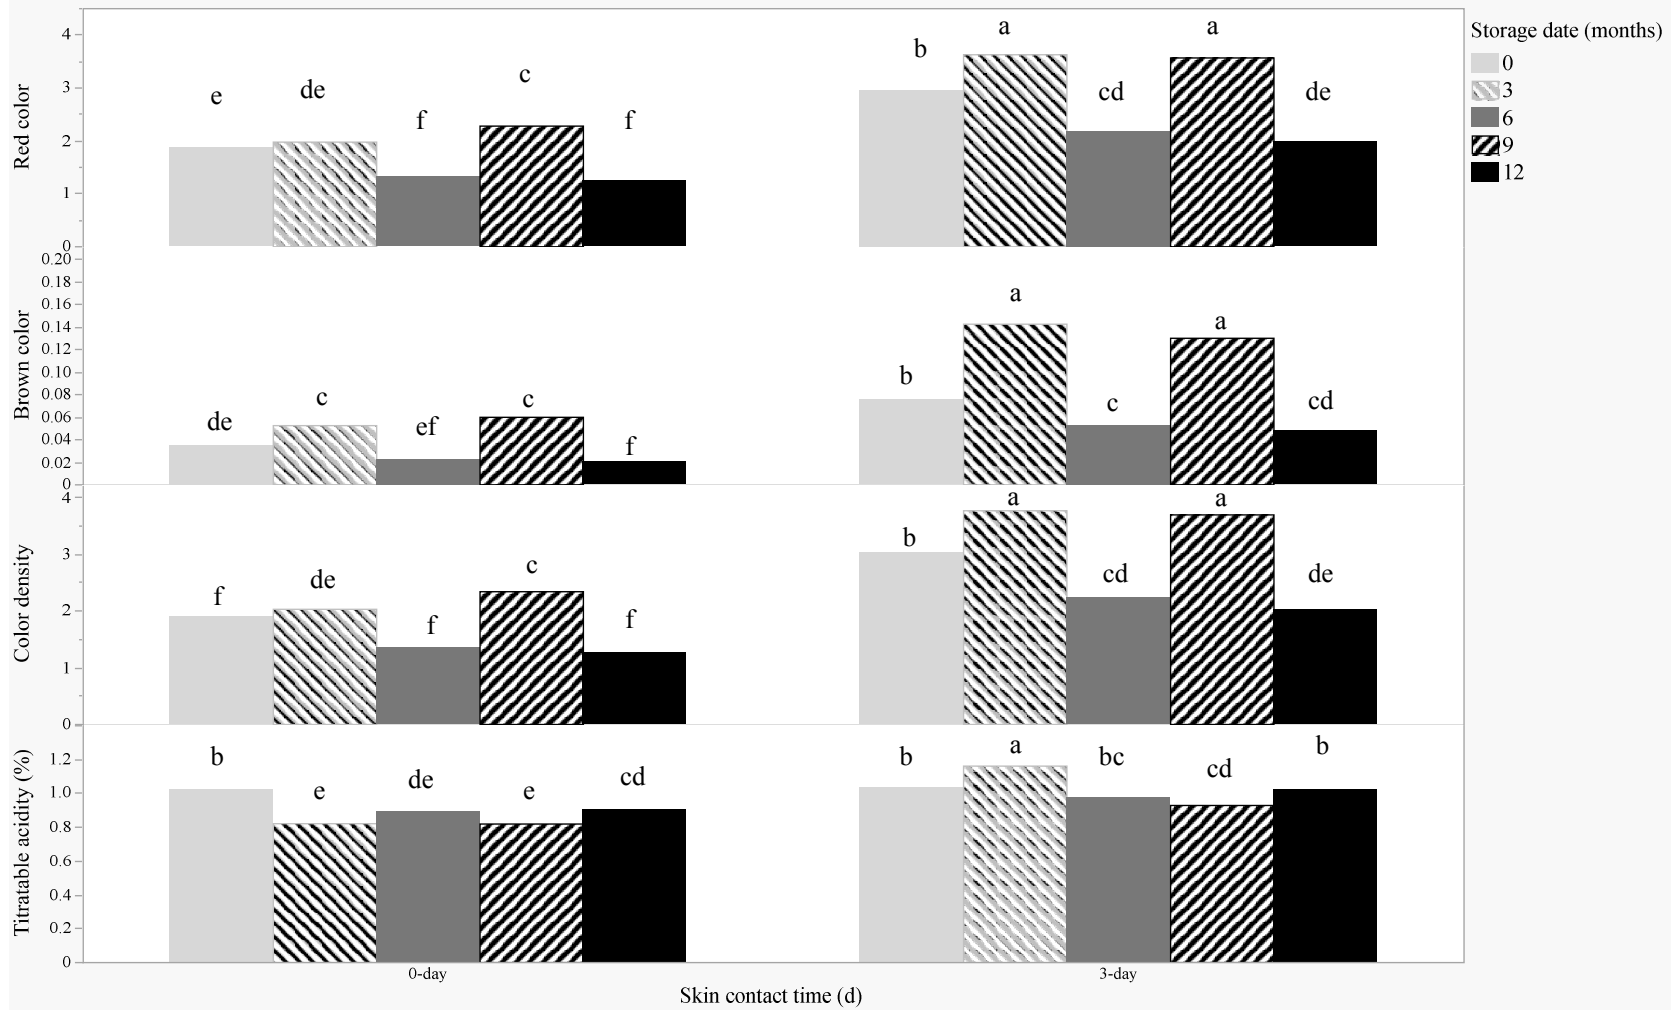 Storage date (months)
0
3
6
9
12
Red color
4
3
2
1
0
e
de
f
c
f
b
a
cd
a
de
Brown color
0.20
0.18
0.16
0.14
0.12
0.10
0.08
0.06
0.04
0.02
0
de
c
ef
c
f
b
a
c
a
cd
Color density
4
3
2
1
0
f
de
f
c
f
b
a
cd
a
de
Titratable acidity (%)
1.2
1.0
0.8
0.6
0.4
0.2
0
b
e
de
e
cd
b
a
bc
cd
b
0-day
3-day
Skin contact time (d)